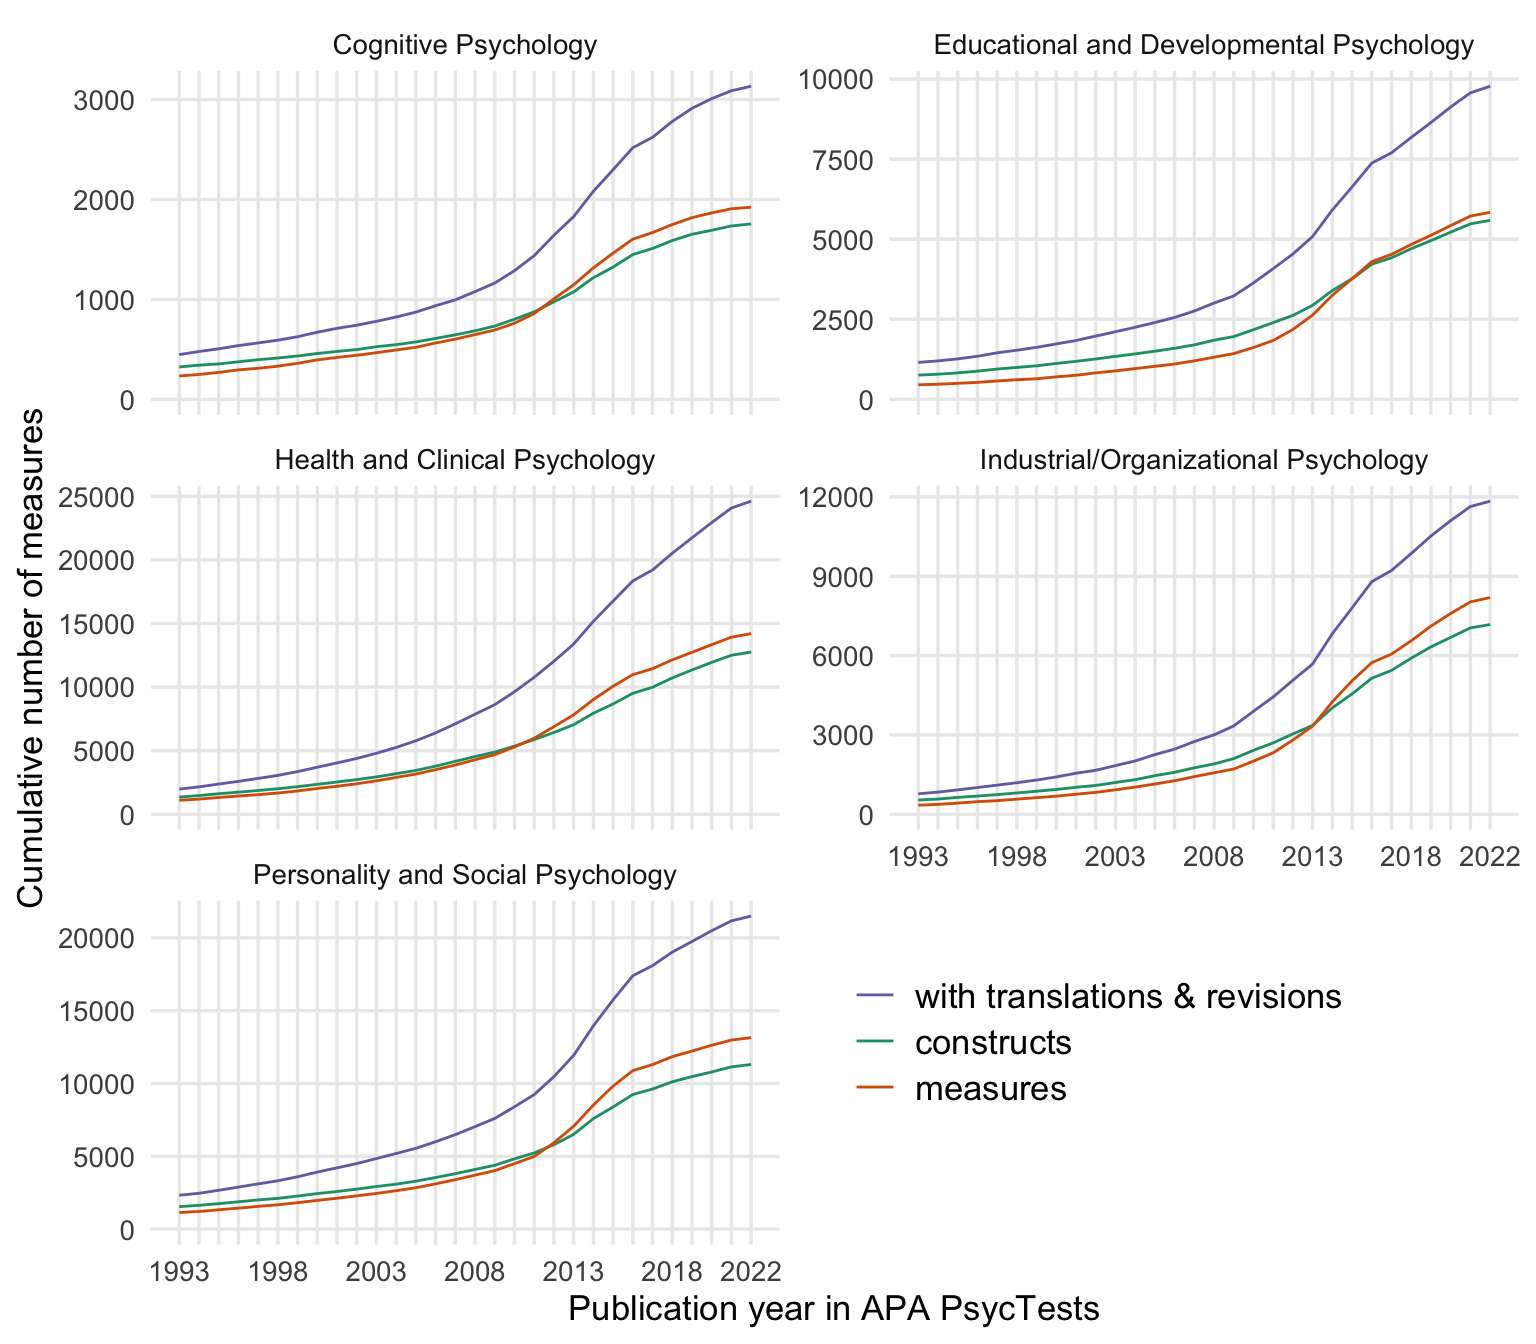 Cognitive Psychology
3000
2000
1000
0
Educational and Developmental Psychology
10000
7500
5000
2500
0
Cumulative number of measures
Health and Clinical Psychology
25000
20000
15000
10000
5000
0
Industrial/Organizational Psychology
12000
9000
6000
3000
0
1993 1998 2003 2008 2013 2018 2022
Personality and Social Psychology
20000
15000
10000
5000
0
1993 1998 2003 2008 2013 2018 2022
with translations & revisions
constructs
measures
Publication year in APA PsycTests